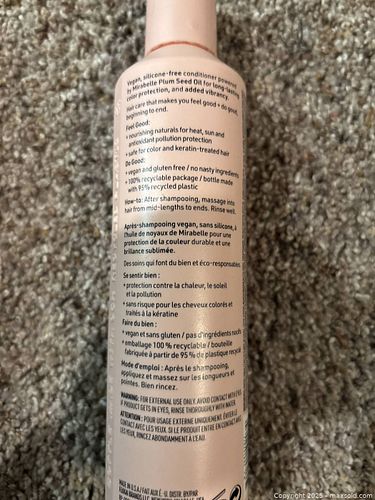 Vegan, silicone-free conditioner powered
by Mirabelle Plum Seed Oil for long-lasting
color protection, and added vibrancy.
Hair care that makes you feel good + do good,
beginning to end.
Feel Good:
+ nourishing naturals for heat, sun and
antioxidant pollution protection
+ safe for color and keratin-treated hair
Do Good:
+ vegan and gluten free / no nasty ingredients
+ 100% recyclable package / bottle made
with 95% recycled plastic
How-to: After shampooing, massage into
hair from mid-lengths to ends. Rinse well.
Après-shampooing vegan, sans silicone, à
l'huile de noyaux de Mirabelle pour une
protection de la couleur durable et une
brillance sublimée.
Des soins qui font du bien et éco-responsables.
Se sentir bien :
+ protection contre la chaleur, le soleil
et la pollution
+ sans risque pour les cheveux colorés et
traités à la kératine
Faire du bien :
+ vegan et sans gluten / pas d'ingrédients nocifs
+ emballage 100 % recyclable / bouteille
fabriquée à partir de 95 % de plastique recyclé
Mode d'emploi : Après le shampooing,
appliquez et massez sur les longueurs et
pointes. Bien rincez.
WARNING: FOR EXTERNAL USE ONLY. AVOID CONTACT WITH EYES.
IF PRODUCT GETS IN EYES, RINSE THOROUGHLY WITH WATER.
ATTENTION : POUR USAGE EXTERNE UNIQUEMENT. ÉVITER LE
CONTACT AVEC LES YEUX. SI LE PRODUIT ENTRE EN CONTACT AVEC
LES YEUX, RINCEZ ABONDAMMENT À L'EAU.
MADE IN U.S.A./FAIT AUX É.-U. DISTR. BY/PAR
Copyright 2025 - maxsold.com